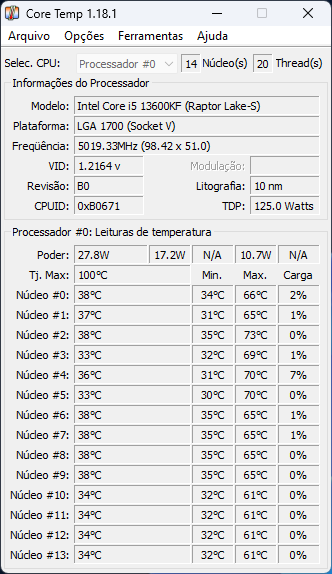 Core Temp 1.18.1
Arquivo Opções Ferramentas Ajuda
Selec. CPU: Processador #0 14 Núcleo(s) 20 Thread(s)
Informações do Processador
Modelo: Intel Core i5 13600KF (Raptor Lake-S)
Plataforma: LGA 1700 (Socket V)
Freqüência: 5019.33MHz (98.42 x 51.0)
VID: 1.2164 v Modulação:
Revisão: B0 Litografia: 10 nm
CPUID: 0xB0671 TDP: 125.0 Watts
Processador #0: Leituras de temperatura
Poder: 27.8W 17.2W N/A 10.7W N/A
Tj. Max: 100°C Min. Max. Carga
Núcleo #0: 38°C 34°C 66°C 2%
Núcleo #1: 37°C 31°C 65°C 1%
Núcleo #2: 38°C 35°C 73°C 0%
Núcleo #3: 33°C 32°C 69°C 1%
Núcleo #4: 36°C 31°C 70°C 7%
Núcleo #5: 33°C 30°C 70°C 0%
Núcleo #6: 38°C 35°C 65°C 1%
Núcleo #7: 38°C 35°C 65°C 1%
Núcleo #8: 38°C 35°C 65°C 0%
Núcleo #9: 38°C 35°C 65°C 0%
Núcleo #10: 34°C 32°C 61°C 0%
Núcleo #11: 34°C 32°C 61°C 0%
Núcleo #12: 34°C 32°C 61°C 0%
Núcleo #13: 34°C 32°C 61°C 0%